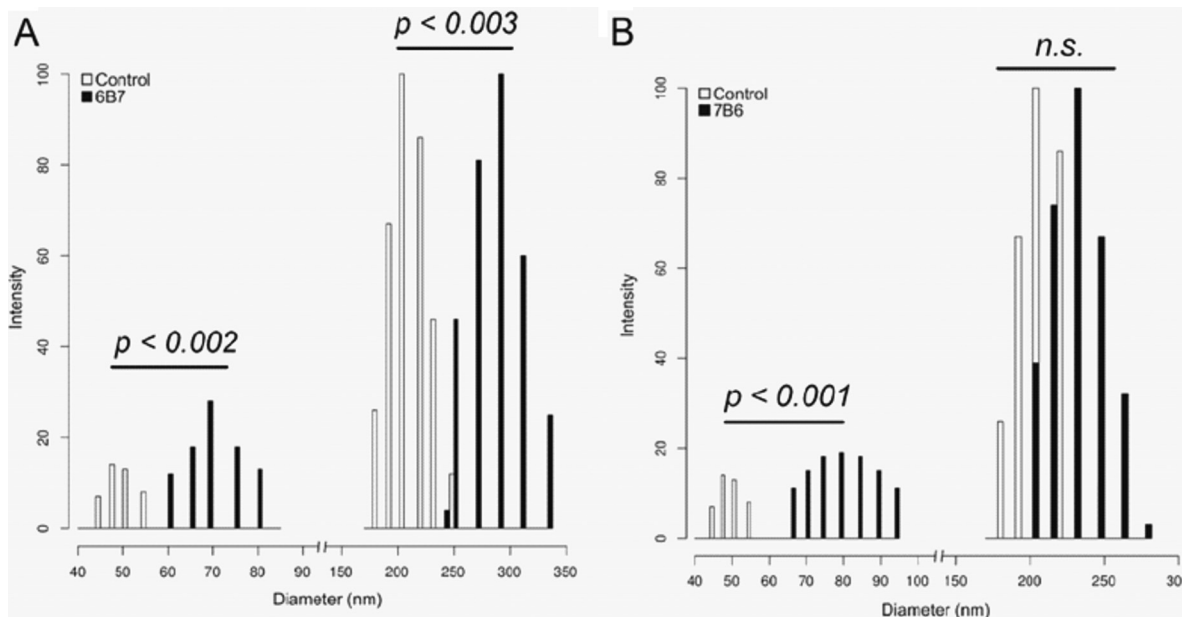 A
p < 0.003
Control
6B7
p < 0.002
Intensity
0 20 40 60 80 100
40 50 60 70 80 90 150 200 250 300 350
Diameter (nm)
B
n.s.
Control
7B6
p < 0.001
Intensity
0 20 40 60 80 100
40 50 60 70 80 90 100 150 200 250 30
Diameter (nm)